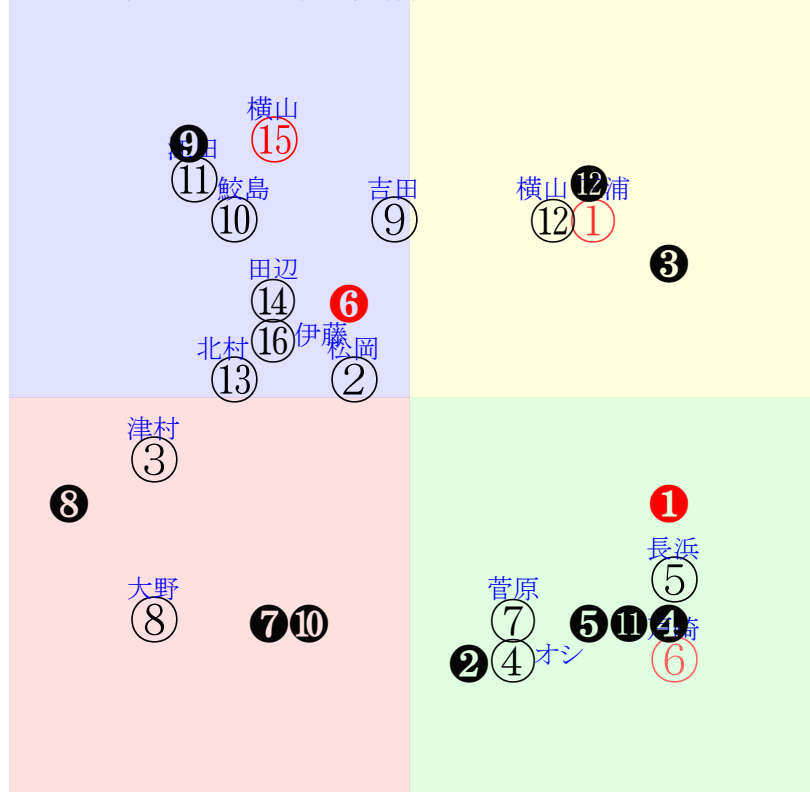 横山
❾ ⑮
⑪ 鮫島 吉田 横山 ⓬ 浦
⑩ ⑨ ⑫ ①
❸
田辺
⑭ ❻
⑯ 伊藤
北村 松岡
⑬ ②
津村
③
❽ ❶
長浜
⑤
大野 菅原
⑧ ❼ ❿ ⑦ ❺ ⓫ ❹
❷ ④ オシ ⑥